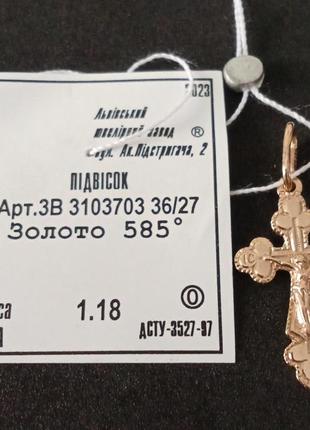 2023
Львівський
ювелірний завод ®
вул. Ак.Підстригача, 2
ПІДВІСОК
Арт.ЗВ 3103703 36/27
Золото 585°
1.18
ДСТУ-3527-97